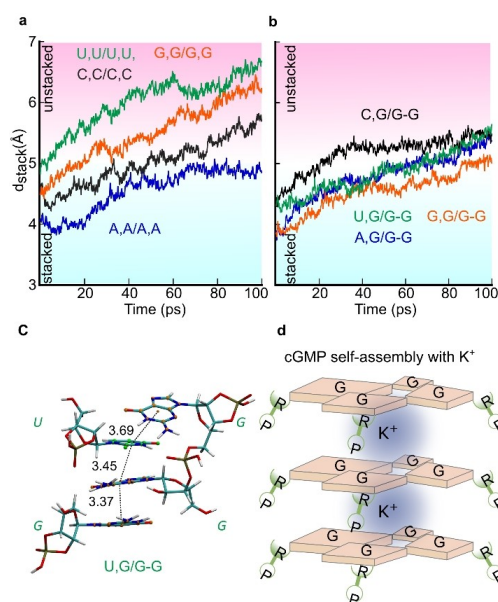 a
b
U,U/U,U,
G,G/G,G
C,C/C,C
A,A/A,A
unstacked
stacked
d_stack(Å)
7
6
5
4
3
20
40
60
80
100
Time (ps)
unstacked
stacked
C,G/G-G
U,G/G-G
G,G/G-G
A,G/G-G
20
40
60
80
100
Time (ps)
C
U
G
3.69
3.45
3.37
G
G
U,G/G-G
d
cGMP self-assembly with K⁺
G
G
G
G
R
P
R
P
R
P
K⁺
G
G
G
G
R
P
R
P
R
P
K⁺
G
G
G
G
R
P
R
P
R
P